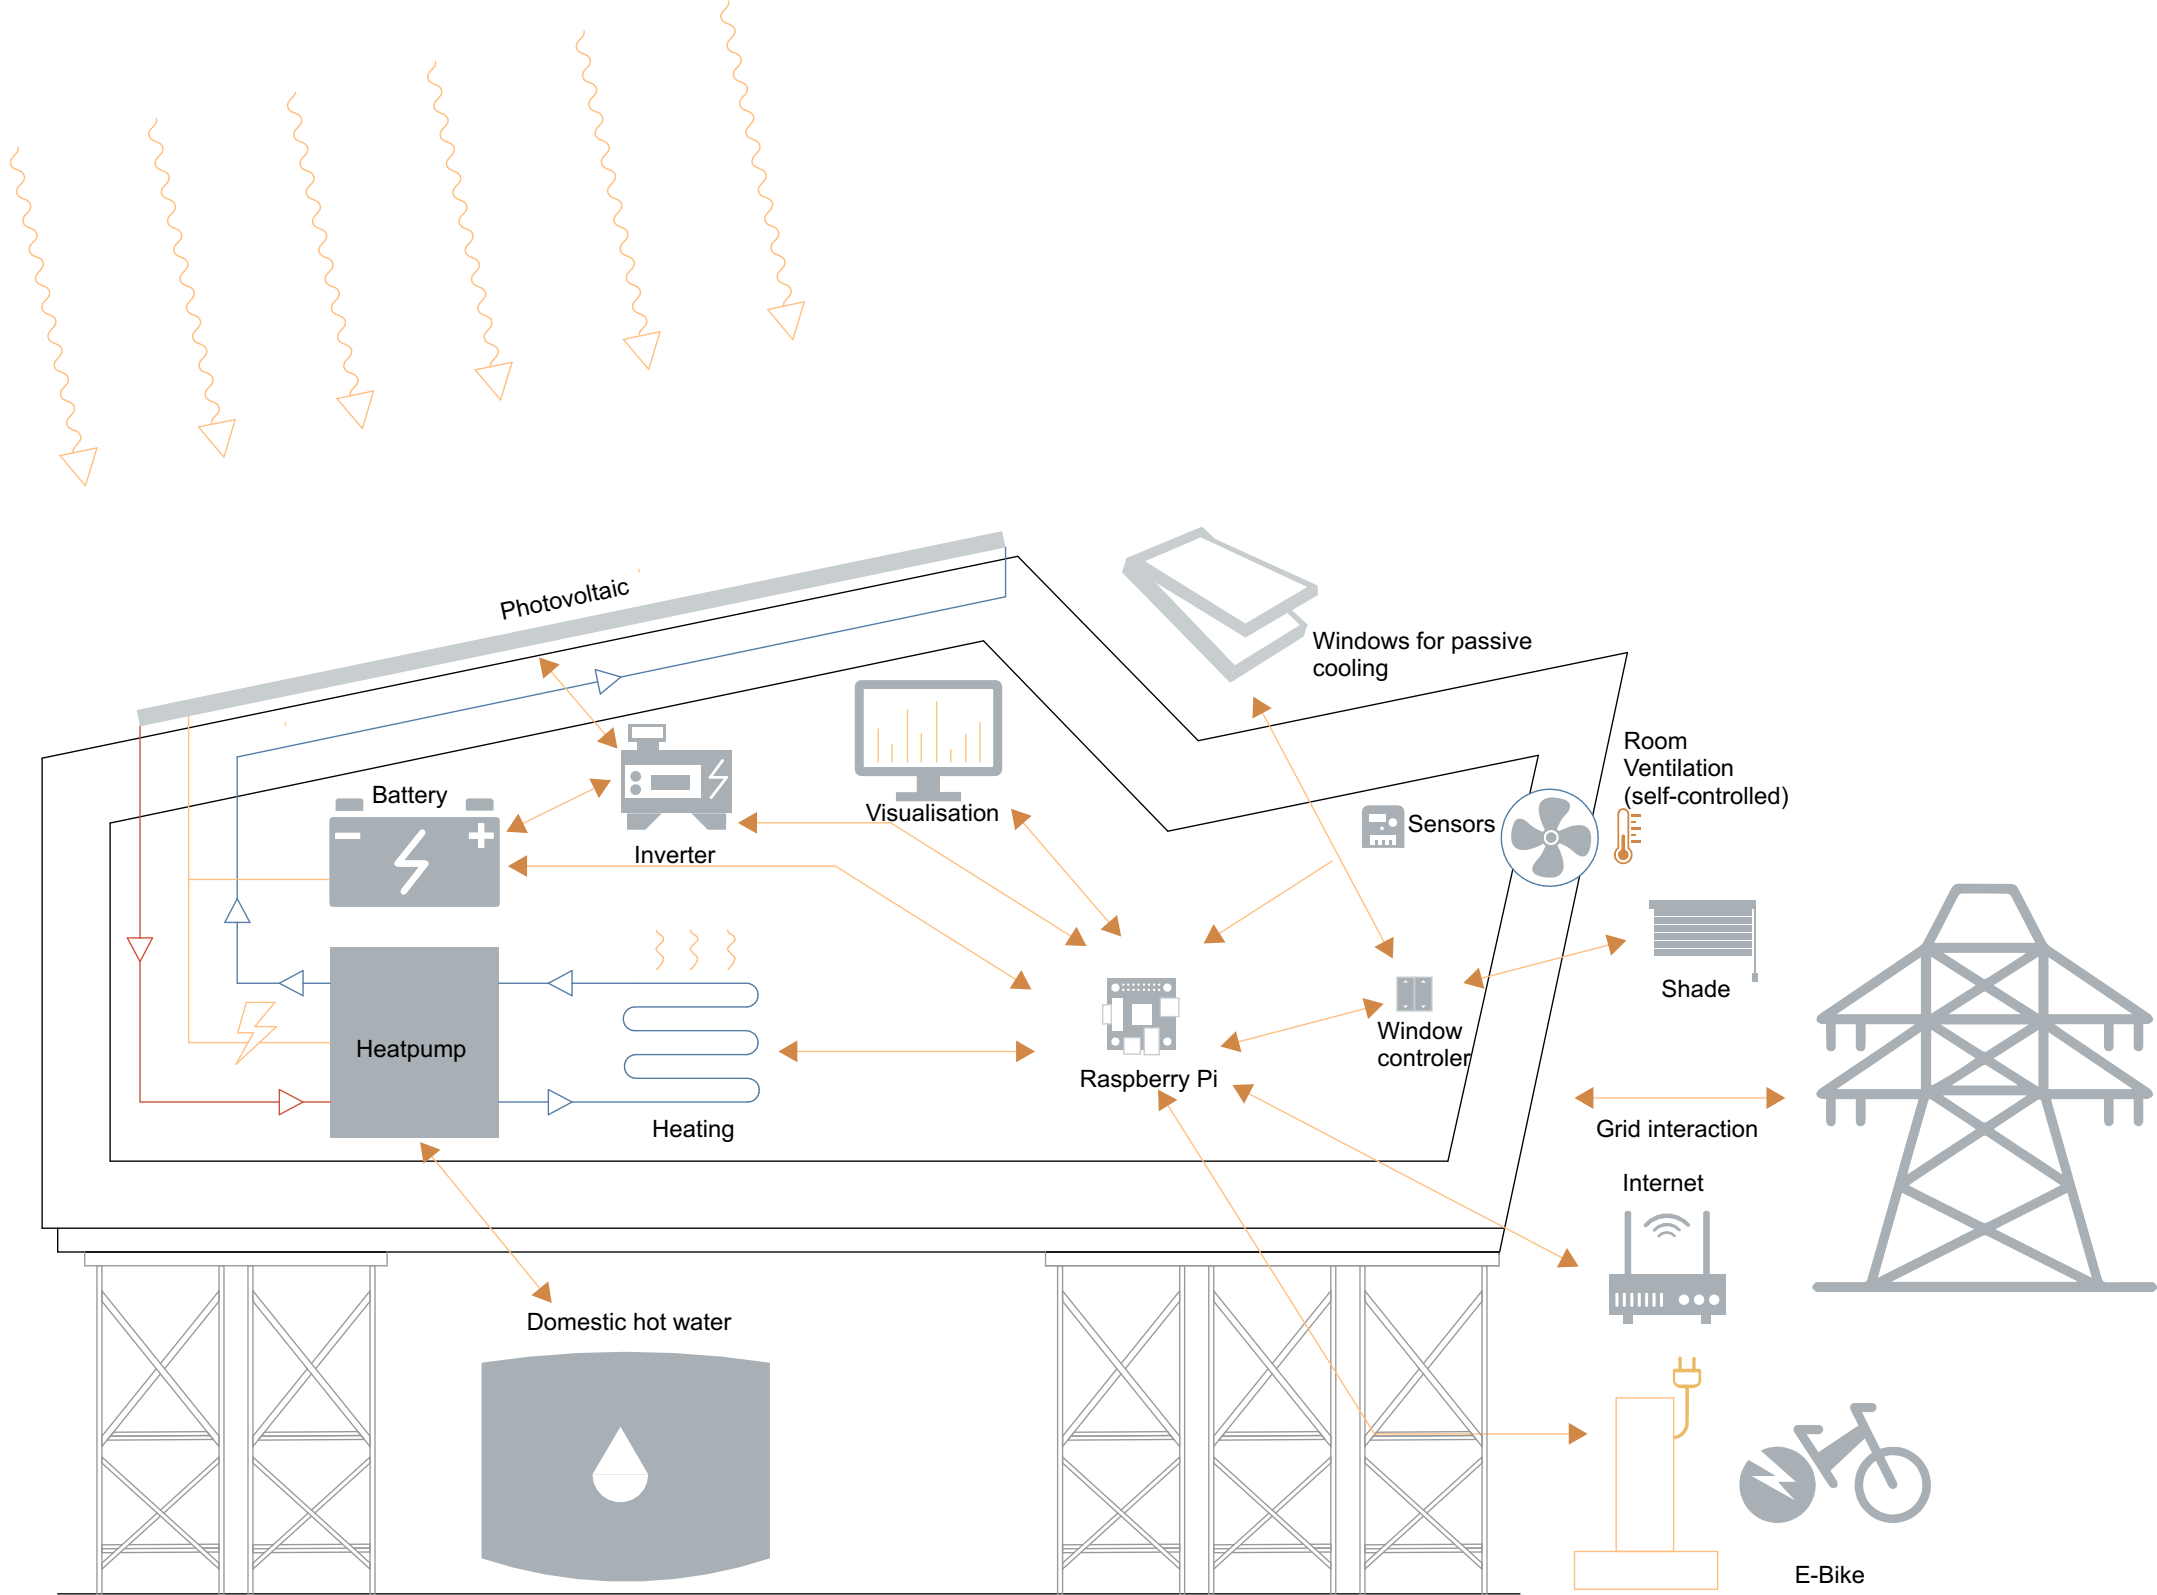 Photovoltaic
Windows for passive
cooling
Room
Ventilation
(self-controlled)
Battery
Visualisation
Sensors
Inverter
Shade
Window
controler
Heatpump
Raspberry Pi
Heating
Grid interaction
Internet
Domestic hot water
E-Bike